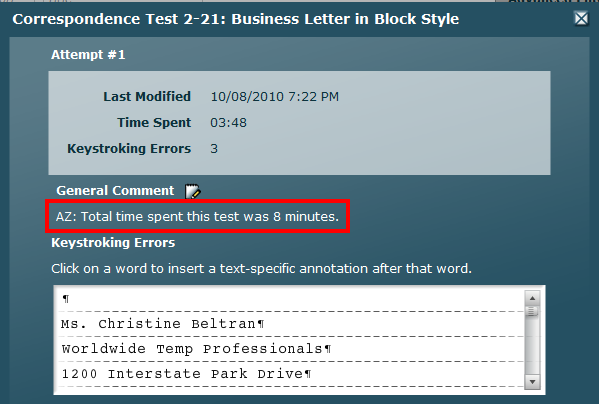 Correspondence Test 2-21: Business Letter in Block Style
Attempt #1
Last Modified 10/08/2010 7:22 PM
Time Spent 03:48
Keystroking Errors 3
General Comment
AZ: Total time spent this test was 8 minutes.
Keystroking Errors
Click on a word to insert a text-specific annotation after that word.
¶
Ms. Christine Beltran¶
Worldwide Temp Professionals¶
1200 Interstate Park Drive¶